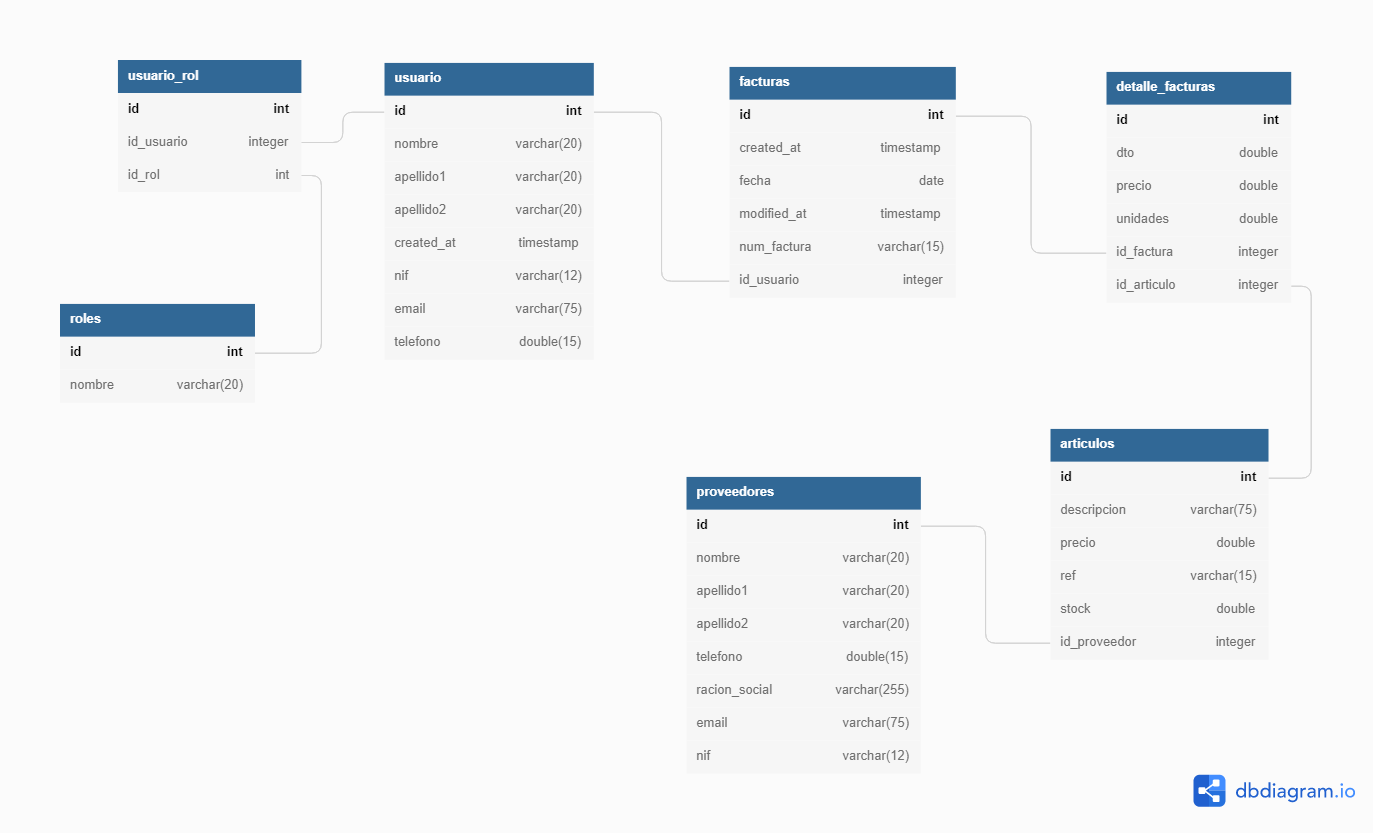 usuario_rol
id int
id_usuario integer
id_rol int
usuario
id int
nombre varchar(20)
apellido1 varchar(20)
apellido2 varchar(20)
created_at timestamp
nif varchar(12)
email varchar(75)
telefono double(15)
facturas
id int
created_at timestamp
fecha date
modified_at timestamp
num_factura varchar(15)
id_usuario integer
detalle_facturas
id int
dto double
precio double
unidades double
id_factura integer
id_articulo integer
roles
id int
nombre varchar(20)
proveedores
id int
nombre varchar(20)
apellido1 varchar(20)
apellido2 varchar(20)
telefono double(15)
racion_social varchar(255)
email varchar(75)
nif varchar(12)
articulos
id int
descripcion varchar(75)
precio double
ref varchar(15)
stock double
id_proveedor integer
dbdiagram.io